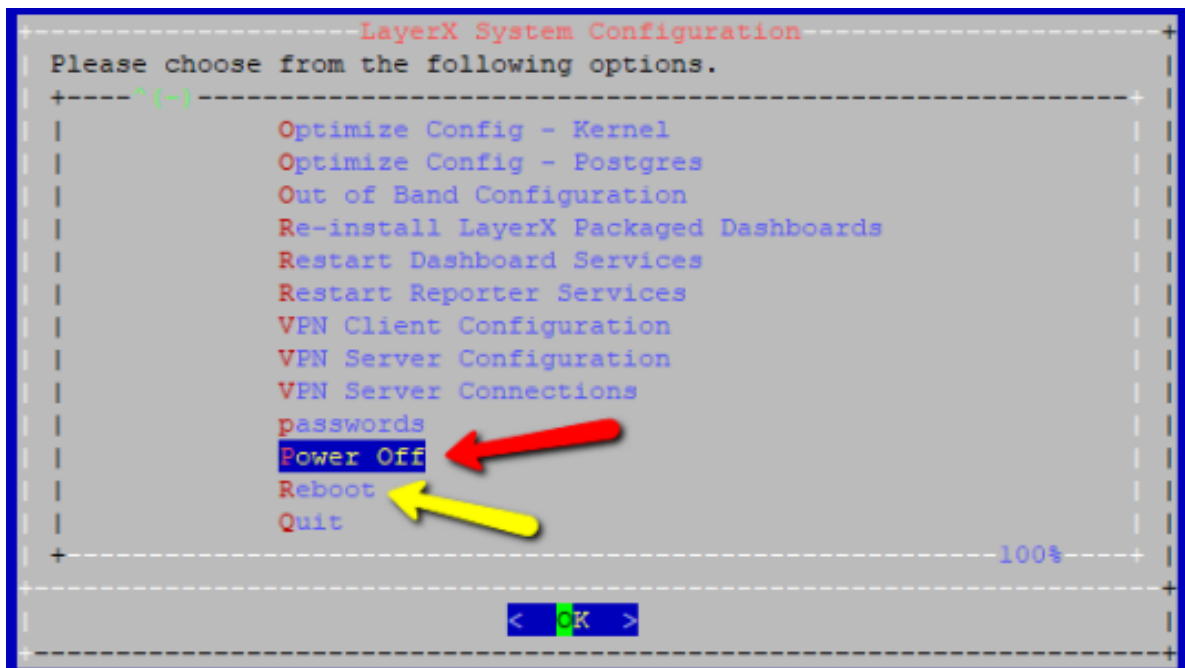 LayerX System Configuration
Please choose from the following options.
^(-)
Optimize Config - Kernel
Optimize Config - Postgres
Out of Band Configuration
Re-install LayerX Packaged Dashboards
Restart Dashboard Services
Restart Reporter Services
VPN Client Configuration
VPN Server Configuration
VPN Server Connections
passwords
Power Off
Reboot
Quit
100%
< OK >